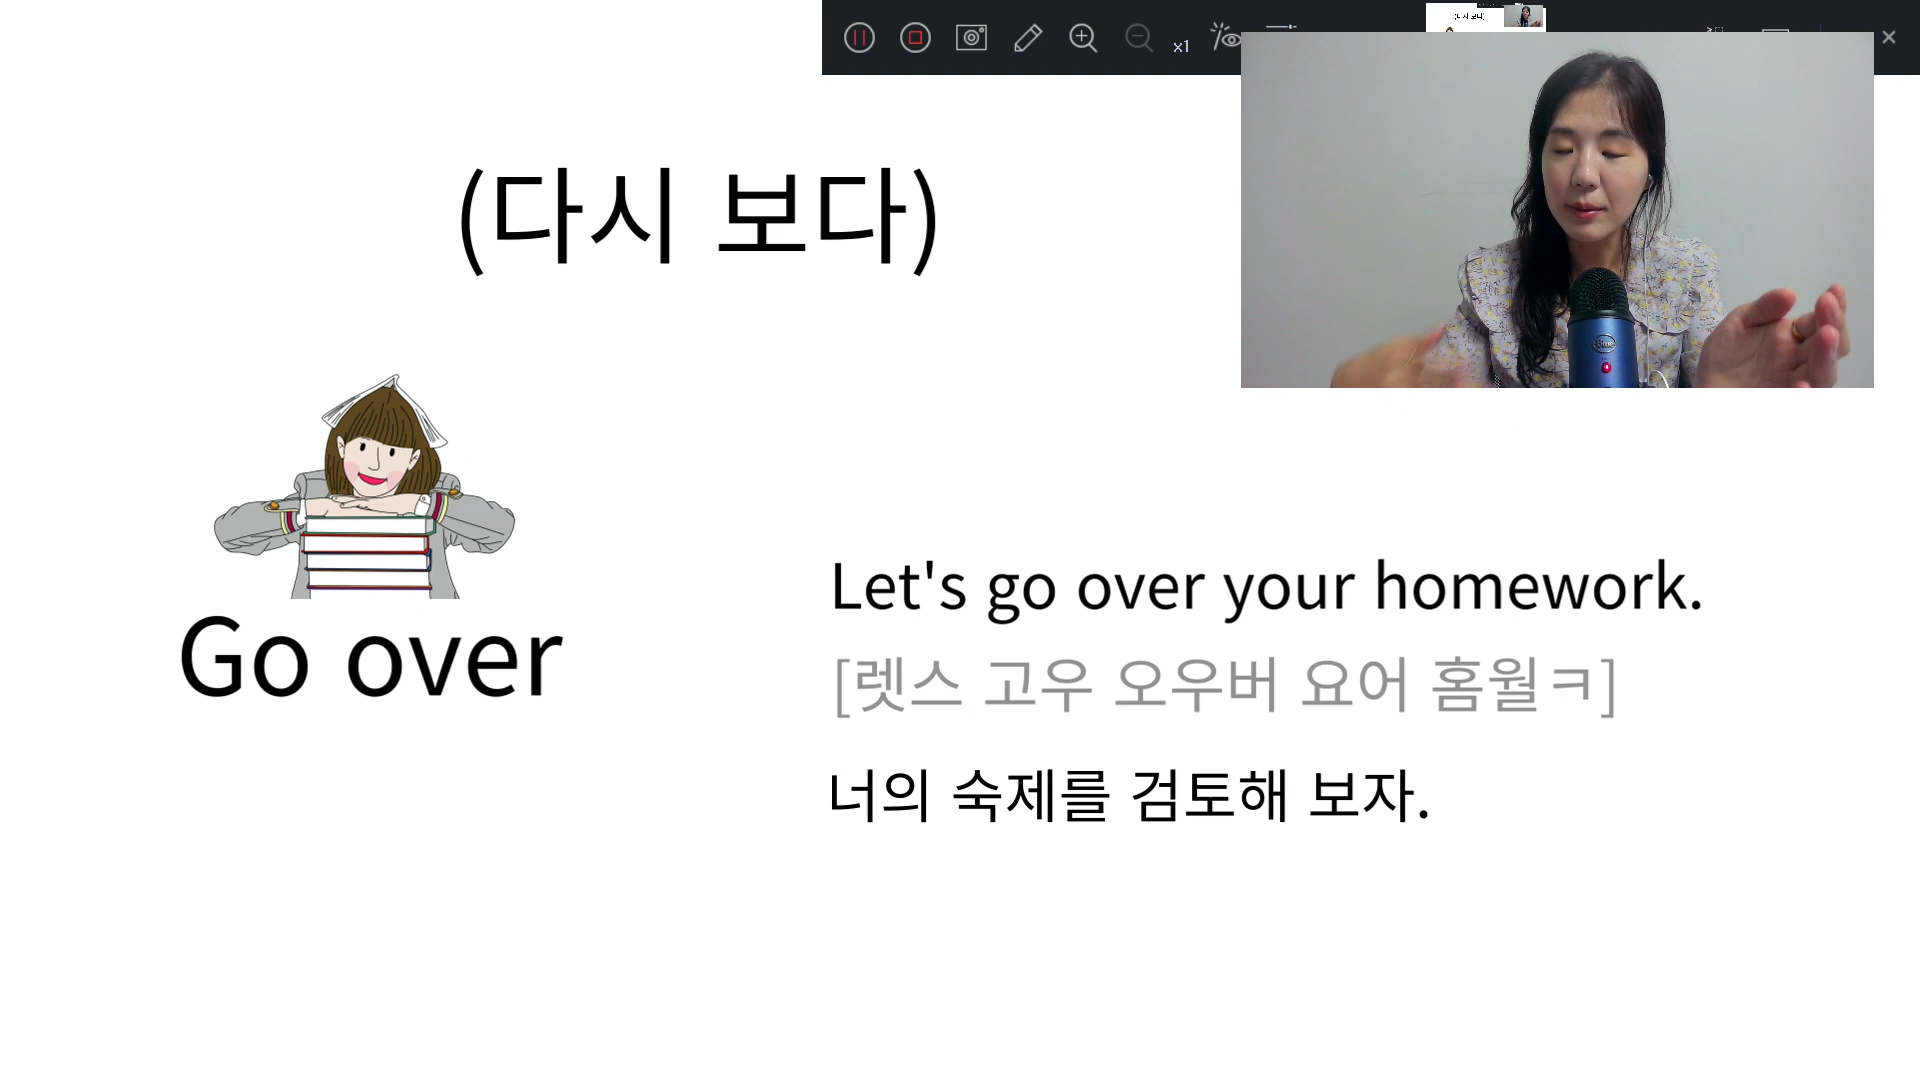 x1
(다시 보다)
Go over
Let's go over your homework.
[렛스 고우 오우버 요어 홈월ㅋ]
너의 숙제를 검토해 보자.